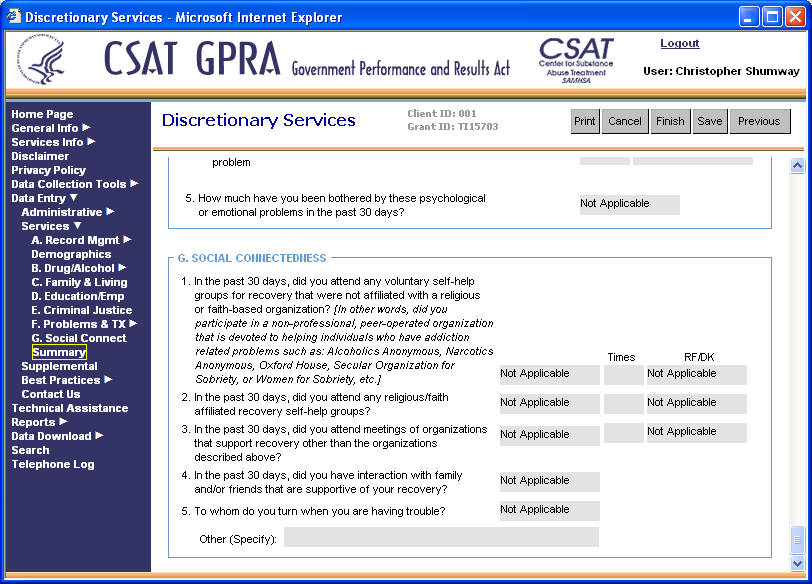 Discretionary Services - Microsoft Internet Explorer
CSAT GPRA Government Performance and Results Act
CSAT
Center for Substance
Abuse Treatment
SAMHSA
Logout
User: Christopher Shumway
Home Page
General Info
Services Info
Disclaimer
Privacy Policy
Data Collection Tools
Data Entry
Administrative
Services
A. Record Mgmt
Demographics
B. Drug/Alcohol
C. Family & Living
D. Education/Emp
E. Criminal Justice
F. Problems & TX
G. Social Connect
Summary
Supplemental
Best Practices
Contact Us
Technical Assistance
Reports
Data Download
Search
Telephone Log
Discretionary Services
Client ID: 001
Grant ID: TI15703
Print Cancel Finish Save Previous
problem
5. How much have you been bothered by these psychological
or emotional problems in the past 30 days?
Not Applicable
G. SOCIAL CONNECTEDNESS
1. In the past 30 days, did you attend any voluntary self-help
groups for recovery that were not affiliated with a religious
or faith-based organization? [In other words, did you
participate in a non-professional, peer-operated organization
that is devoted to helping individuals who have addiction
related problems such as: Alcoholics Anonymous, Narcotics
Anonymous, Oxford House, Secular Organization for
Sobriety, or Women for Sobriety, etc.]
Times RF/DK
Not Applicable Not Applicable
2. In the past 30 days, did you attend any religious/faith
affiliated recovery self-help groups?
Not Applicable Not Applicable
3. In the past 30 days, did you attend meetings of organizations
that support recovery other than the organizations
described above?
Not Applicable Not Applicable
4. In the past 30 days, did you have interaction with family
and/or friends that are supportive of your recovery?
Not Applicable
5. To whom do you turn when you are having trouble?
Not Applicable
Other (Specify):